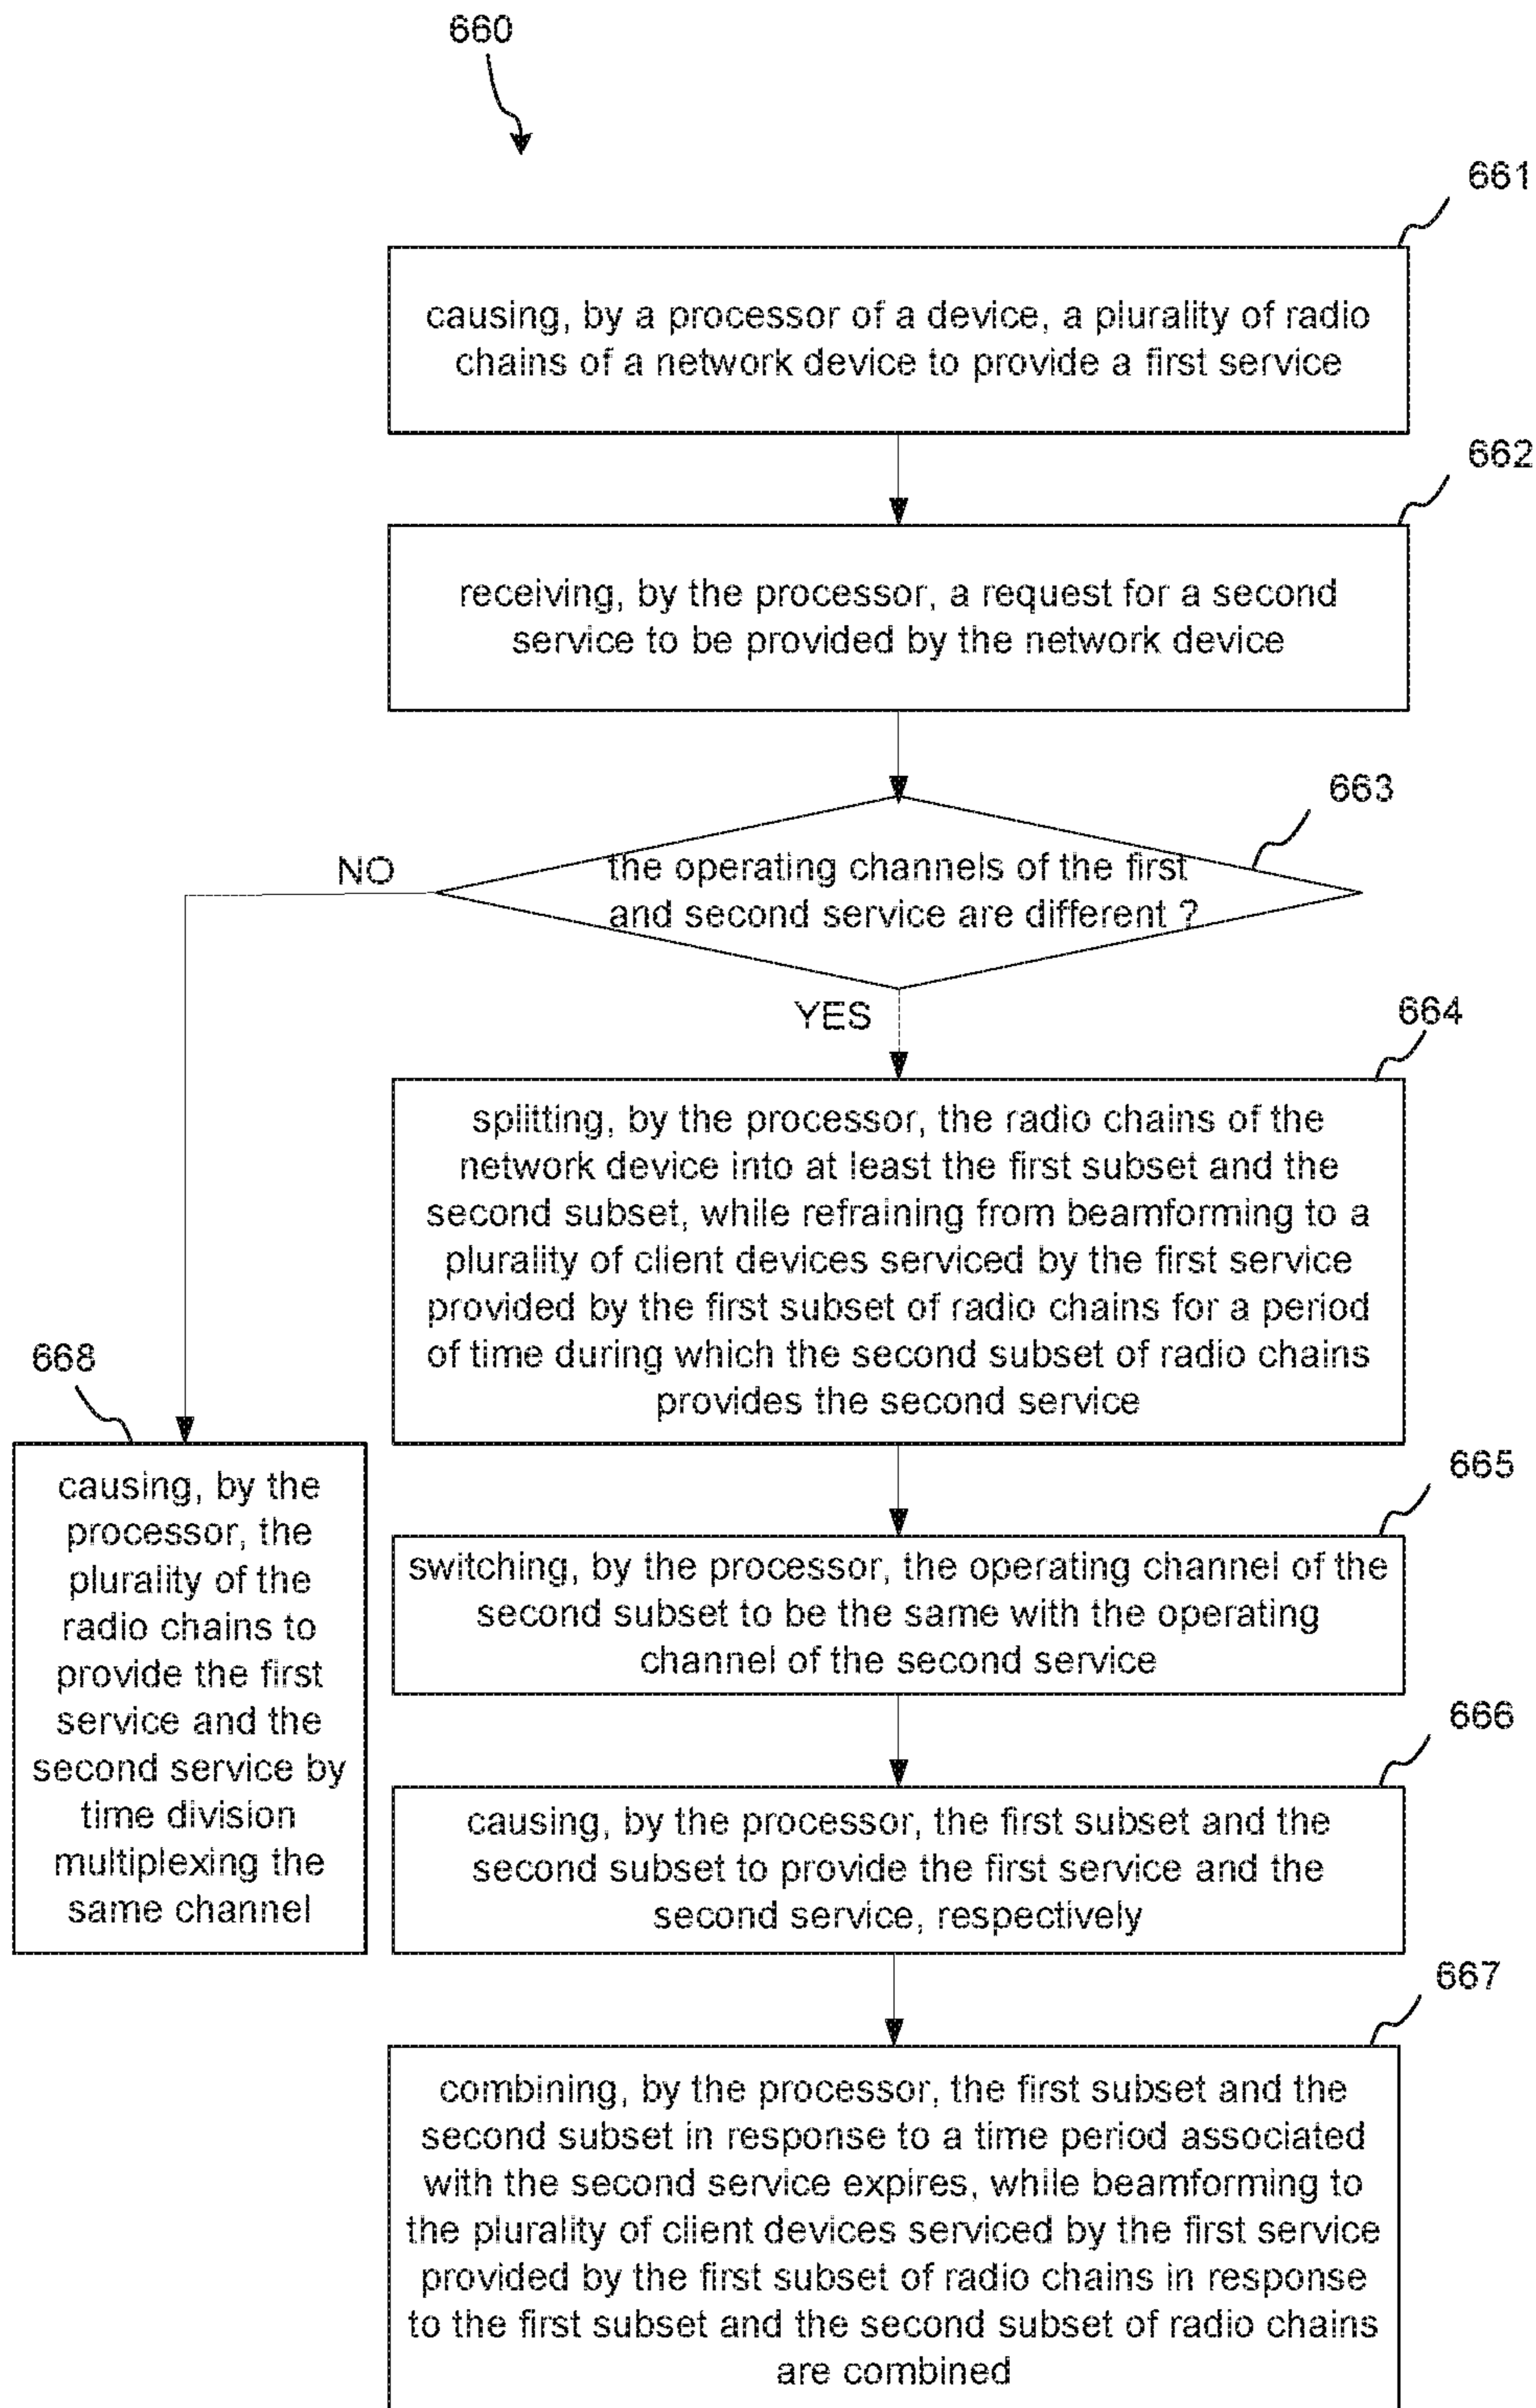 660
661
causing, by a processor of a device, a plurality of radio
chains of a network device to provide a first service
662
receiving, by the processor, a request for a second
service to be provided by the network device
663
the operating channels of the first
and second service are different ?
NO
YES
664
splitting, by the processor, the radio chains of the
network device into at least the first subset and the
second subset, while refraining from beamforming to a
plurality of client devices serviced by the first service
provided by the first subset of radio chains for a period
of time during which the second subset of radio chains
provides the second service
668
causing, by the
processor, the
plurality of the
radio chains to
provide the first
service and the
second service by
time division
multiplexing the
same channel
665
switching, by the processor, the operating channel of the
second subset to be the same with the operating
channel of the second service
666
causing, by the processor, the first subset and the
second subset to provide the first service and the
second service, respectively
667
combining, by the processor, the first subset and the
second subset in response to a time period associated
with the second service expires, while beamforming to
the plurality of client devices serviced by the first service
provided by the first subset of radio chains in response
to the first subset and the second subset of radio chains
are combined